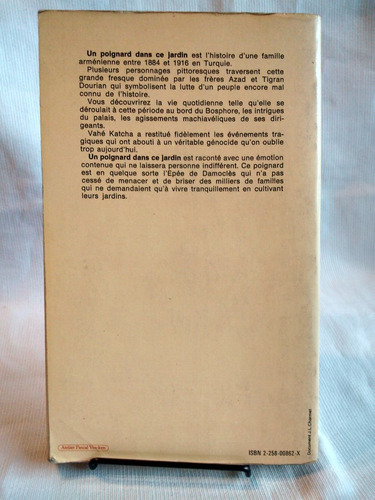 Un poignard dans ce jardin est l'histoire d'une famille
arménienne entre 1884 et 1916 en Turquie.
Plusieurs personnages pittoresques traversent cette
grande fresque dominée par les frères Azad et Tigran
Dourian qui symbolisent la lutte d'un peuple encore mal
connu de l'histoire.
Vous découvrirez la vie quotidienne telle qu'elle se
déroulait à cette période au bord du Bosphore, les intrigues
du palais, les agissements machiavéliques de ses diri-
geants.
Vahé Katcha a restitué fidèlement les événements tra-
giques qui ont abouti à un véritable génocide qu'on oublie
trop aujourd'hui.
Un poignard dans ce jardin est raconté avec une émotion
contenue qui ne laissera personne indifférent. Ce poignard
est en quelque sorte l'Epée de Damoclès qui n'a pas
cessé de menacer et de briser des milliers de familles
qui ne demandaient qu'à vivre tranquillement en cultivant
leurs jardins.
Atelier Pascal Vercken
ISBN 2-258-00862-X
Document J.L. Charmet